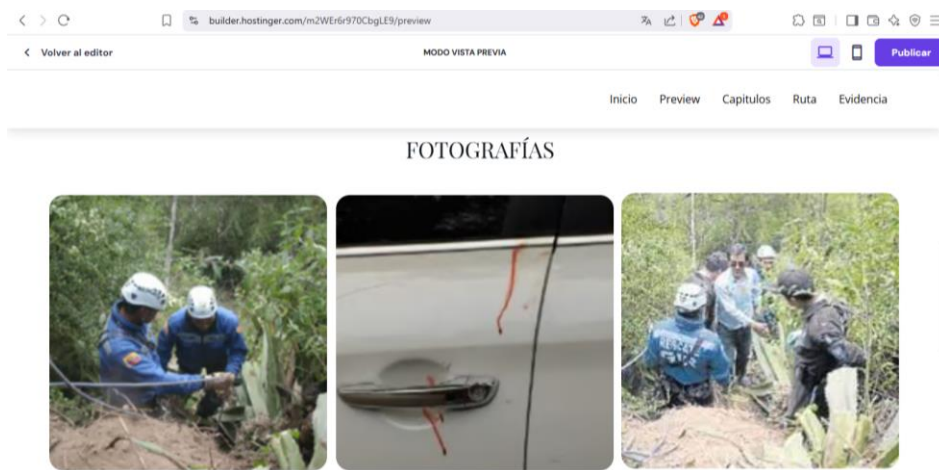 builder.hostinger.com/m2WEr6r970CbgLE9/preview
Volver al editor
MODO VISTA PREVIA
Publicar
Inicio Preview Capitulos Ruta Evidencia
FOTOGRAFÍAS